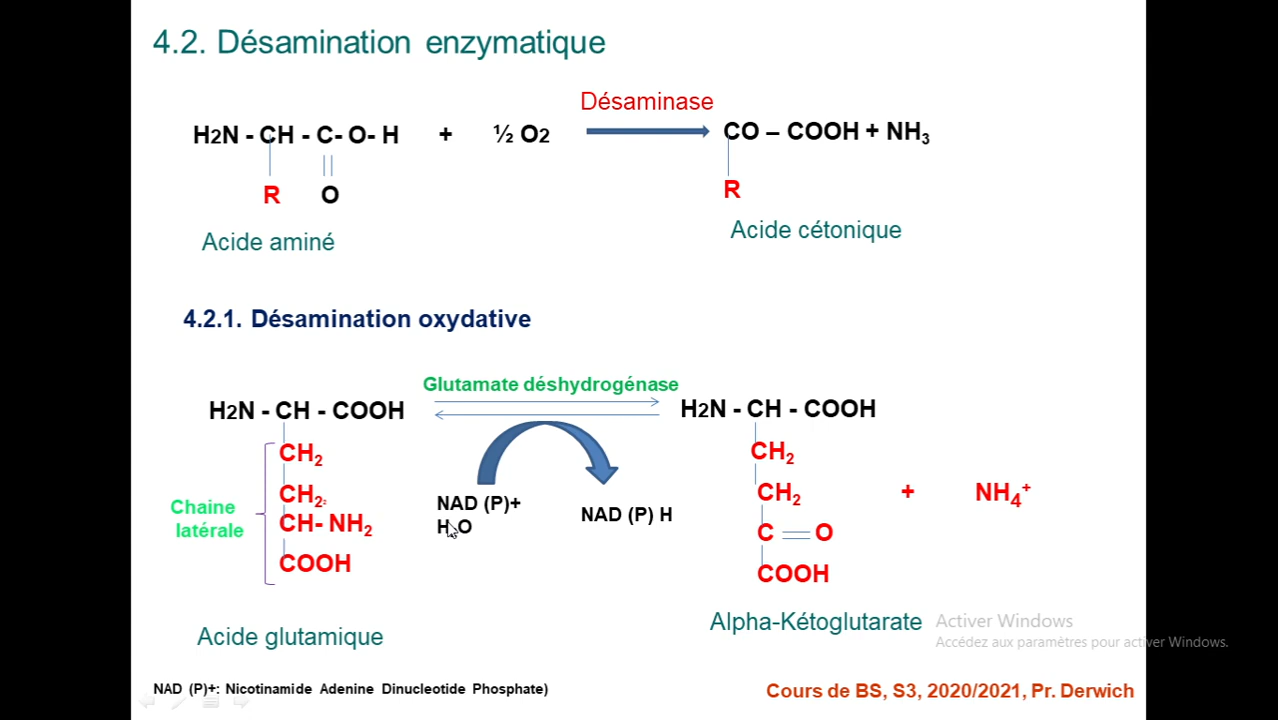 4.2. Désamination enzymatique
Désaminase
H2N - CH - C- O- H + ½ O2 CO – COOH + NH3
R O R
Acide aminé Acide cétonique
4.2.1. Désamination oxydative
Glutamate déshydrogénase
H2N - CH - COOH H2N - CH - COOH
CH2 CH2
CH2- CH2 + NH4+
Chaine
latérale
CH- NH2 C O
COOH COOH
NAD (P)+
H2O
NAD (P) H
Acide glutamique Alpha-Kétoglutarate
Activer Windows
Accédez aux paramètres pour activer Windows.
NAD (P)+: Nicotinamide Adenine Dinucleotide Phosphate)
Cours de BS, S3, 2020/2021, Pr. Derwich